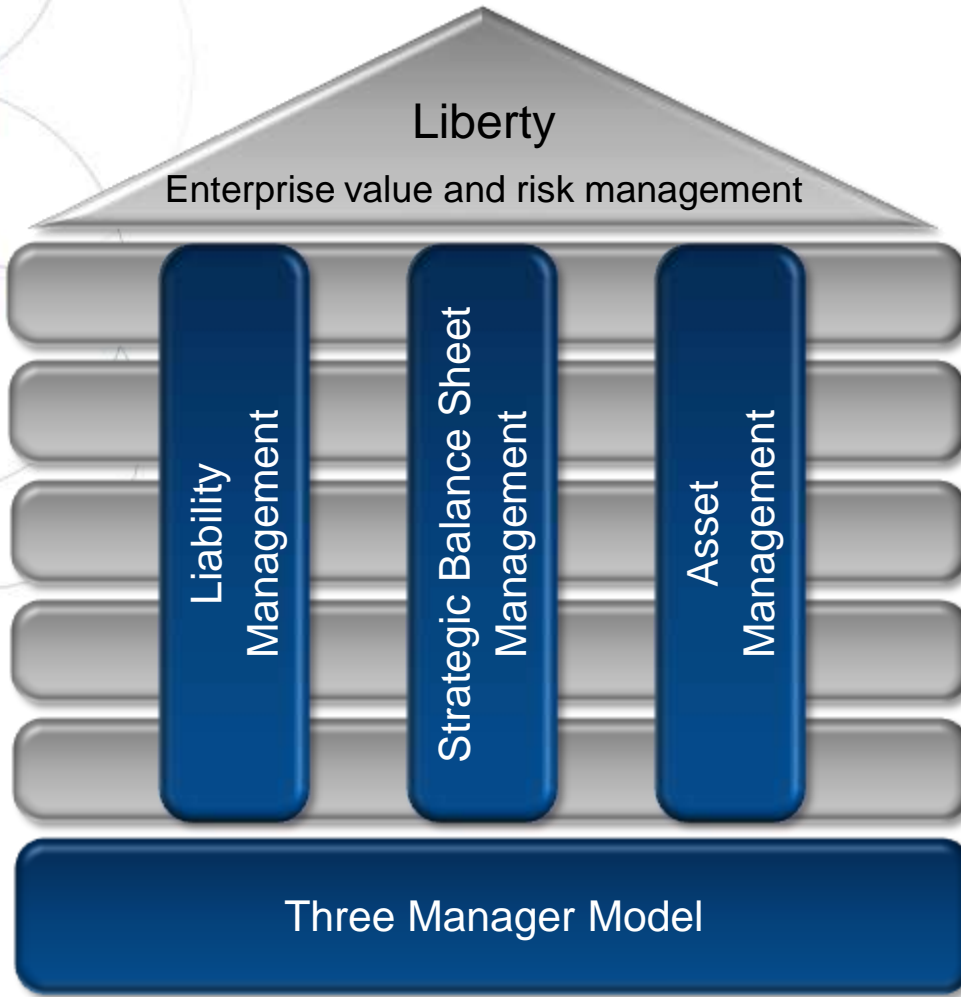 Liberty
Enterprise value and risk management
Liability
Management
Strategic Balance Sheet
Management
Asset
Management
Three Manager Model